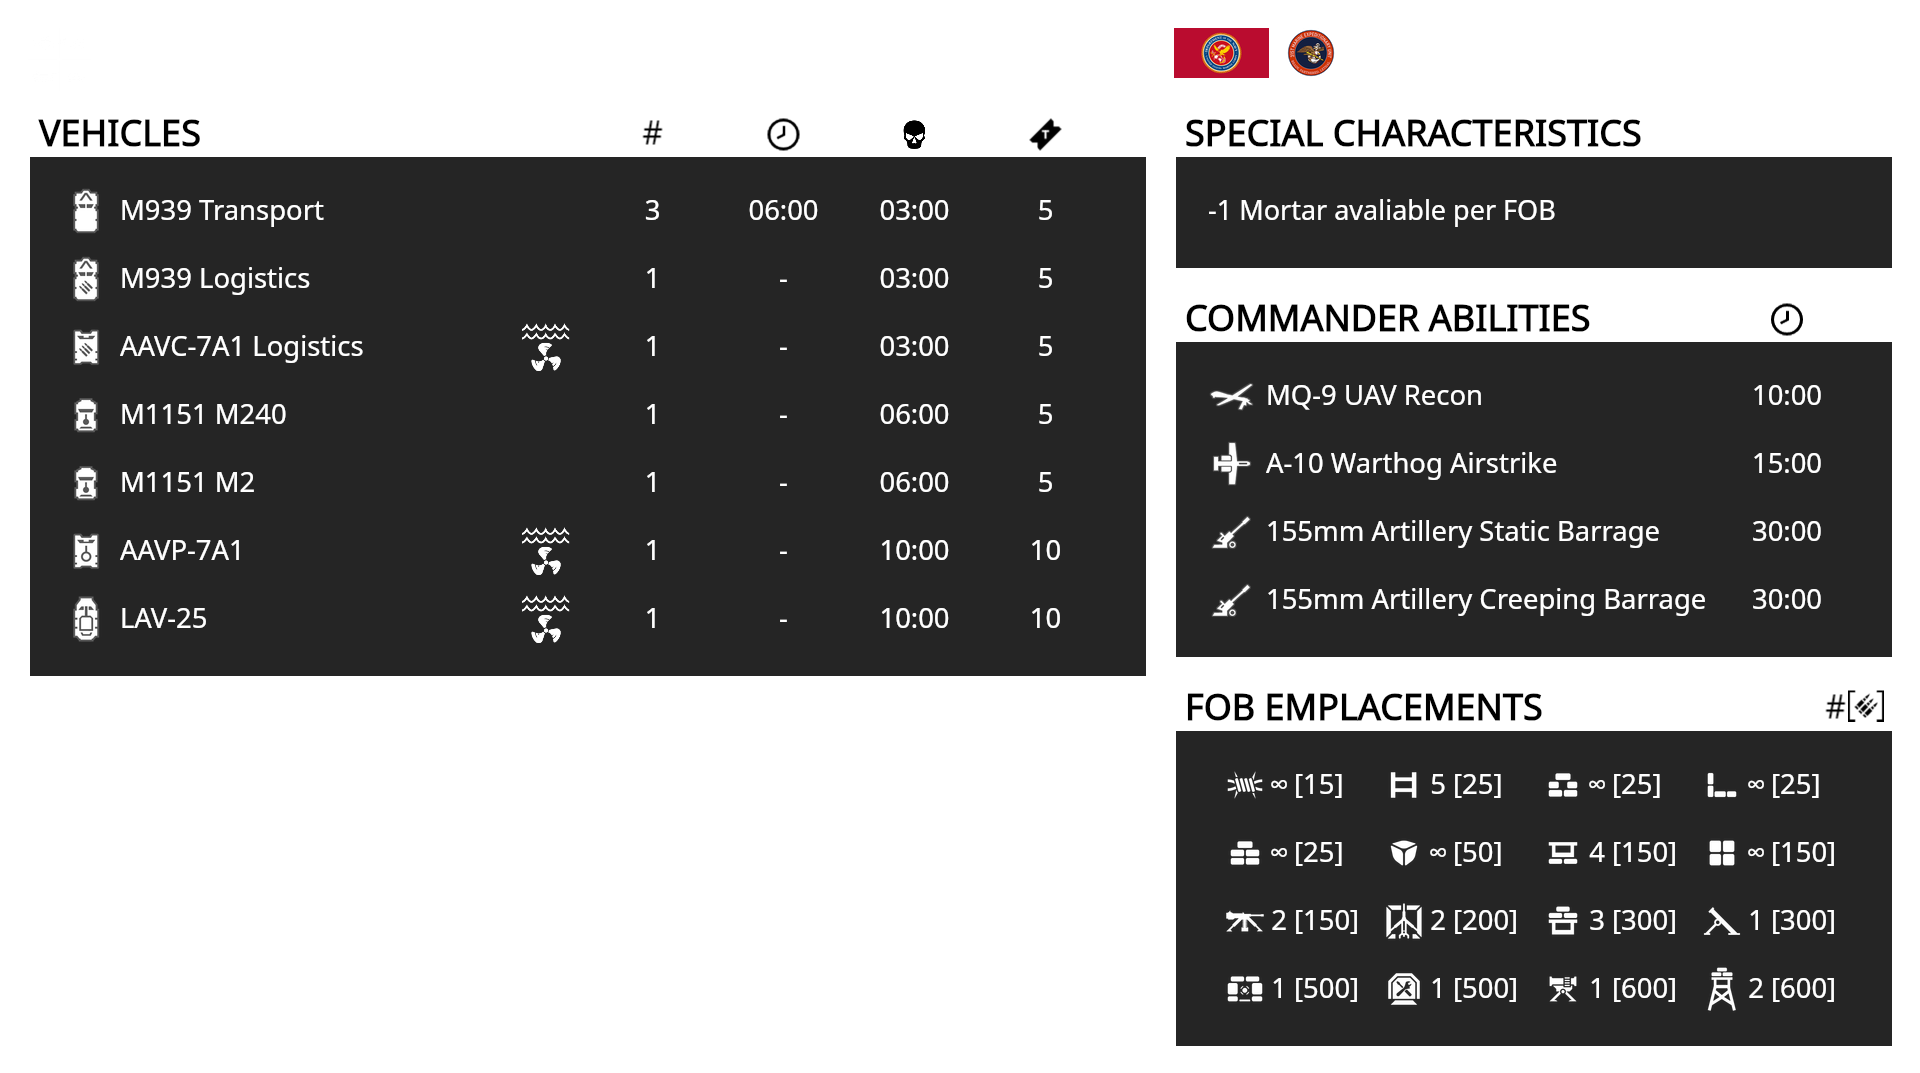 VEHICLES #
M939 Transport 3 06:00 03:00 5
M939 Logistics 1 - 03:00 5
AAVC-7A1 Logistics 1 - 03:00 5
M1151 M240 1 - 06:00 5
M1151 M2 1 - 06:00 5
AAVP-7A1 1 - 10:00 10
LAV-25 1 - 10:00 10
SPECIAL CHARACTERISTICS
-1 Mortar avaliable per FOB
COMMANDER ABILITIES
MQ-9 UAV Recon 10:00
A-10 Warthog Airstrike 15:00
155mm Artillery Static Barrage 30:00
155mm Artillery Creeping Barrage 30:00
FOB EMPLACEMENTS #[ ]
∞ [15] 5 [25] ∞ [25] ∞ [25]
∞ [25] ∞ [50] 4 [150] ∞ [150]
2 [150] 2 [200] 3 [300] 1 [300]
1 [500] 1 [500] 1 [600] 2 [600]